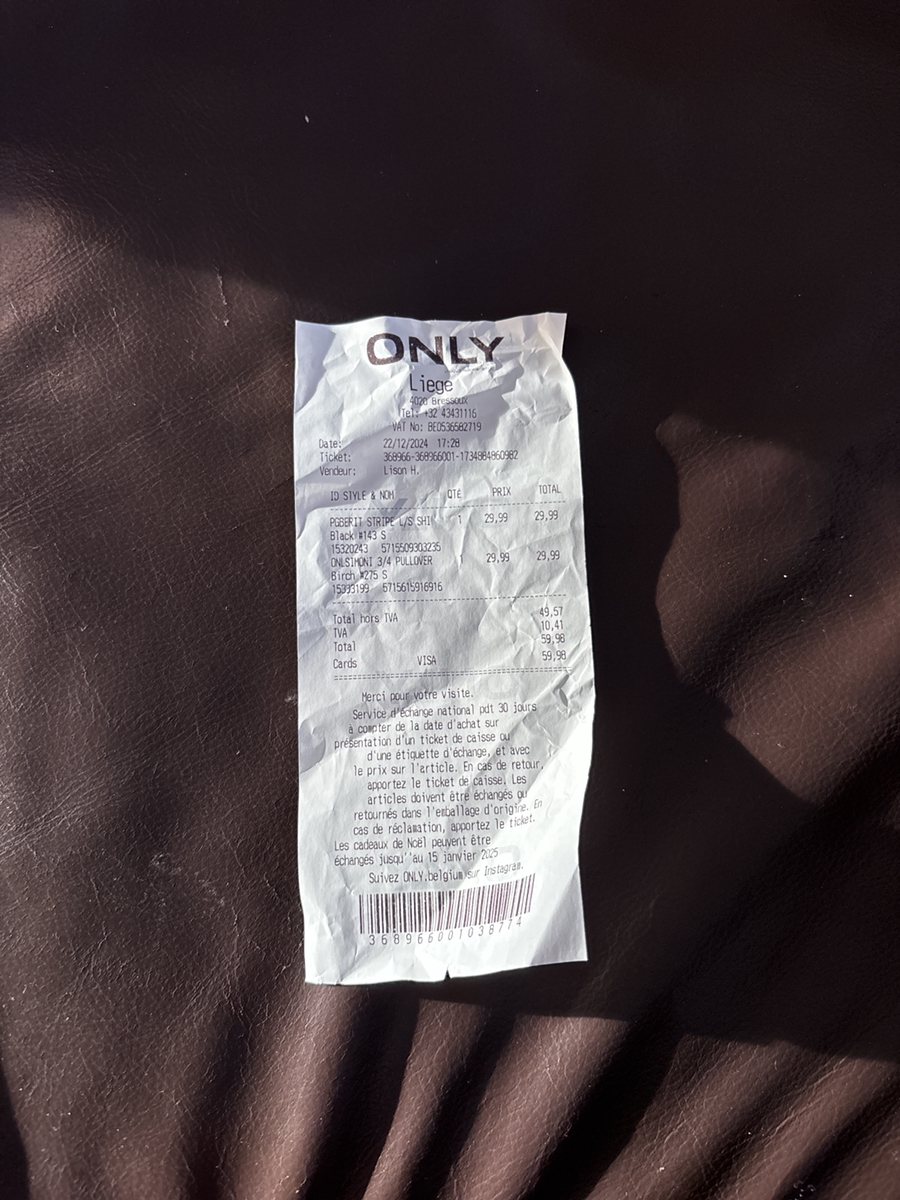 ONLY
Liege
4020 Bressoux
Tel: +32 43431116
VAT No: BE0536582719
Date: 22/12/2024 17:28
Ticket: 368966-368966001-1734884860982
Vendeur: Lison H.
ID STYLE & NOM QTÉ PRIX TOTAL
PGBERIT STRIPE L/S SHI 1 29,99 29,99
Black #143 S
15320243 5715509303235
ONLSIMONI 3/4 PULLOVER 1 29,99 29,99
Birch #275 S
15393199 5715615916916
Total hors TVA 49,57
TVA 10,41
Total 59,98
Cards VISA 59,98
Merci pour votre visite.
Service d'échange national pdt 30 jours
à compter de la date d'achat sur
présentation d'un ticket de caisse ou
d'une étiquette d'échange, et avec
le prix sur l'article. En cas de retour,
apportez le ticket de caisse. Les
articles doivent être échangés ou
retournés dans l'emballage d'origine. En
cas de réclamation, apportez le ticket.
Les cadeaux de Noël peuvent être
échangés jusqu''au 15 janvier 2025
Suivez ONLY.belgium sur Instagram.
368966001038774